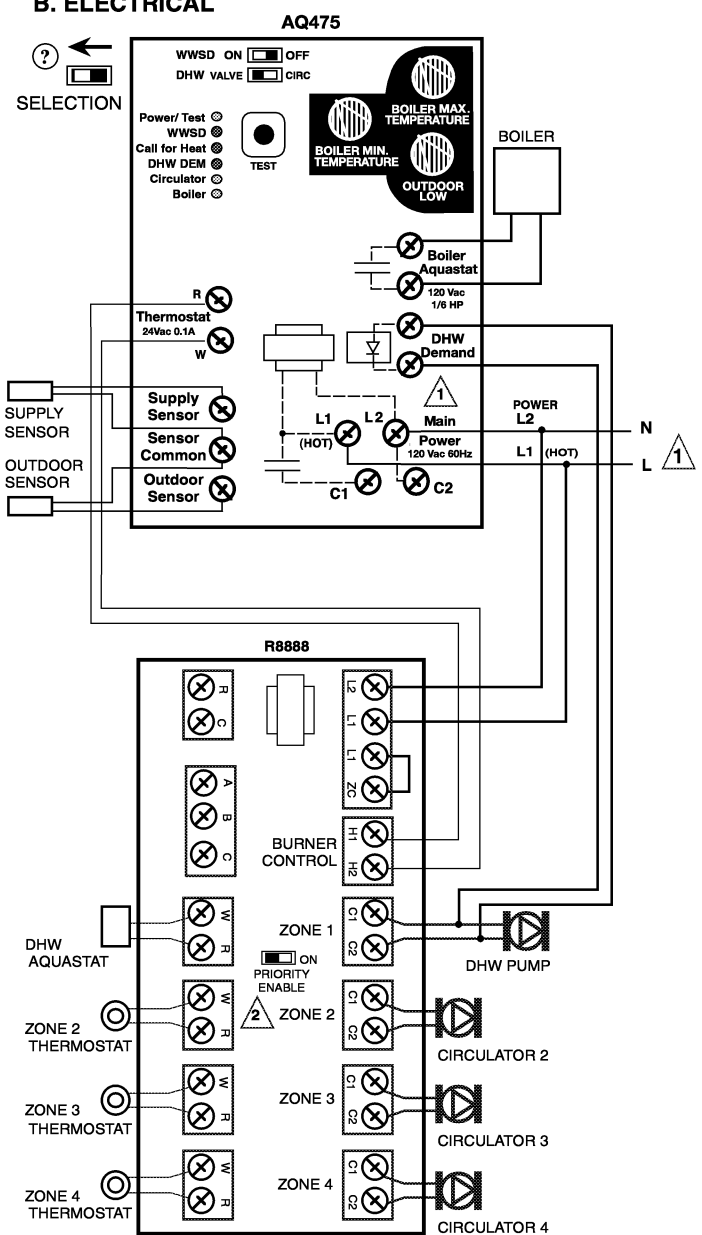 B. ELECTRICAL
AQ475
?
SELECTION
WWSD ON OFF
DHW VALVE CIRC
Power/ Test
WWSD
Call for Heat
DHW DEM
Circulator
Boiler
TEST
BOILER MAX.
TEMPERATURE
BOILER MIN.
TEMPERATURE
OUTDOOR
LOW
BOILER
Boiler
Aquastat
120 Vac
1/6 HP
R
Thermostat
24Vac 0.1A
W
DHW
Demand
1
SUPPLY
SENSOR
Supply
Sensor
Sensor
Common
OUTDOOR
SENSOR
Outdoor
Sensor
L1
(HOT)
L2
Main
Power
120 Vac 60Hz
C1
C2
POWER
L2
N
L1 (HOT)
L
1
R8888
R
C
L2
L1
L1
ZC
A
B
C
BURNER
CONTROL
H1
H2
DHW
AQUASTAT
W
R
ZONE 1
C1
C2
DHW PUMP
ON
PRIORITY
ENABLE
2
ZONE 2
THERMOSTAT
W
R
ZONE 2
C1
C2
CIRCULATOR 2
ZONE 3
THERMOSTAT
W
R
ZONE 3
C1
C2
CIRCULATOR 3
ZONE 4
THERMOSTAT
W
R
ZONE 4
C1
C2
CIRCULATOR 4